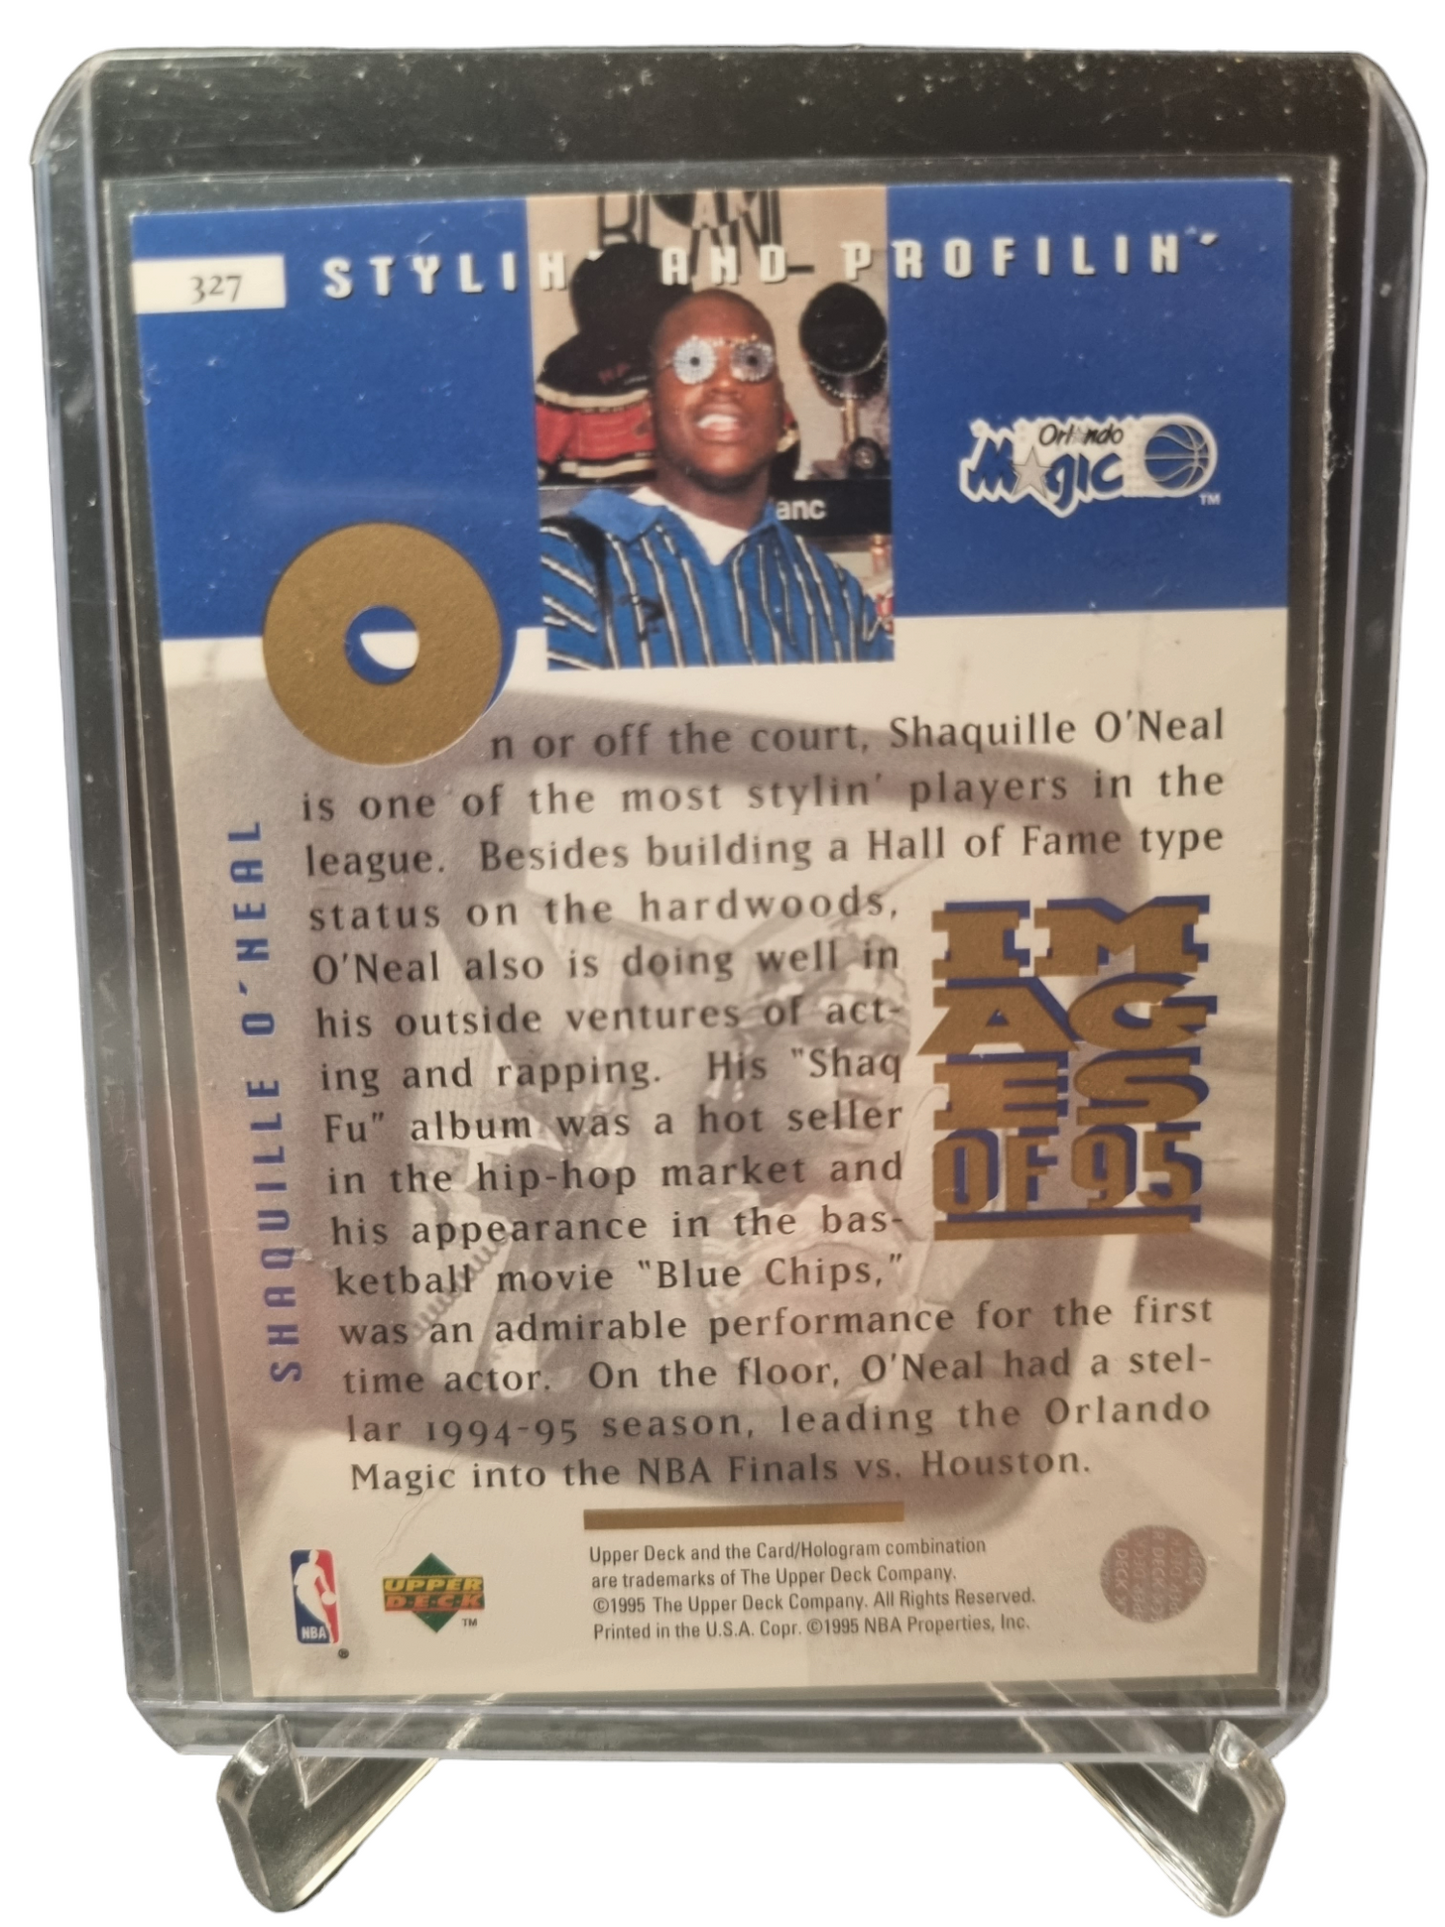 327
STYLIN' AND PROFILIN'
Orlando
Magic
TM
anc
On or off the court, Shaquille O'Neal
is one of the most stylin' players in the
league. Besides building a Hall of Fame type
status on the hardwoods,
O'Neal also is doing well in
his outside ventures of act-
ing and rapping. His "Shaq
Fu" album was a hot seller
in the hip-hop market and
his appearance in the bas-
ketball movie "Blue Chips,"
was an admirable performance for the first
time actor. On the floor, O'Neal had a stel-
lar 1994-95 season, leading the Orlando
Magic into the NBA Finals vs. Houston.
SHAQUILLE O'NEAL
IM
AG
ES
OF 95
NBA
®
UPPER
DECK
TM
Upper Deck and the Card/Hologram combination
are trademarks of The Upper Deck Company.
©1995 The Upper Deck Company. All Rights Reserved.
Printed in the U.S.A. Copr. ©1995 NBA Properties, Inc.